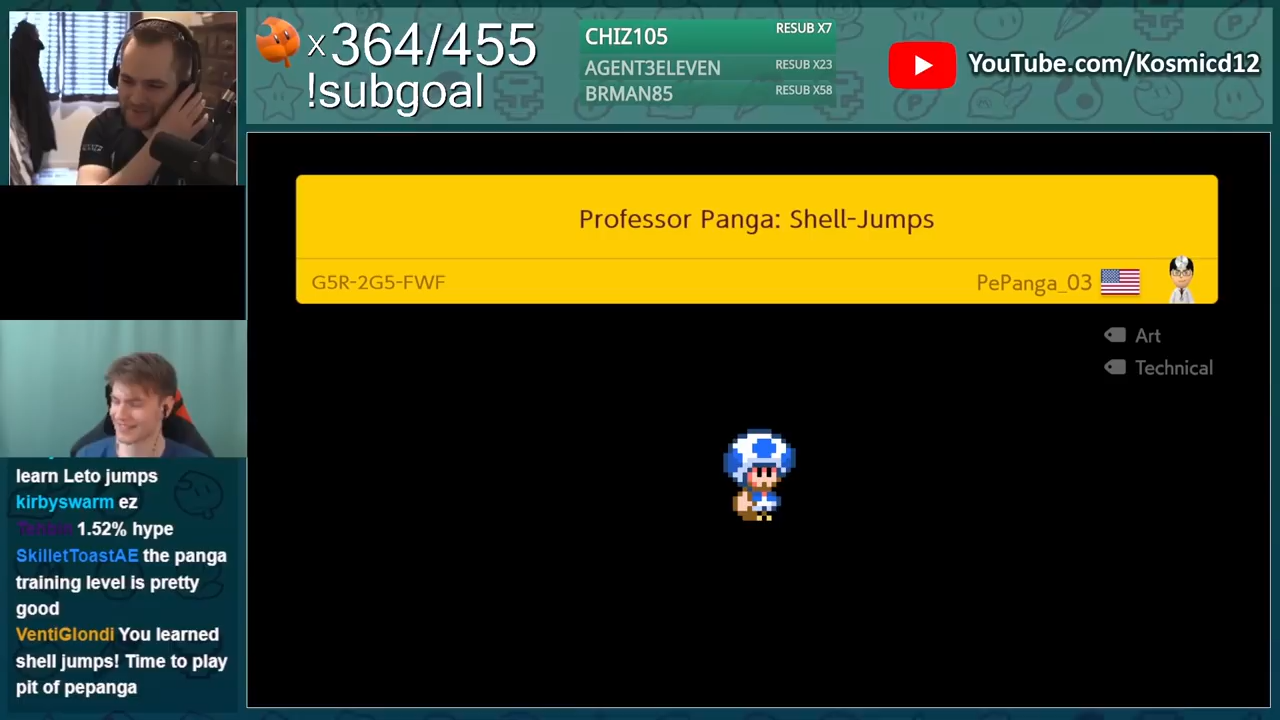 x364/455
!subgoal
CHIZ105 RESUB X7
AGENT3ELEVEN RESUB X23
BRMAN85 RESUB X58
YouTube.com/Kosmicd12
Professor Panga: Shell-Jumps
G5R-2G5-FWF PePanga_03
Art
Technical
learn Leto jumps
kirbyswarm ez
1.52% hype
SkilletToastAE the panga
training level is pretty
good
VentiGlondi You learned
shell jumps! Time to play
pit of pepanga